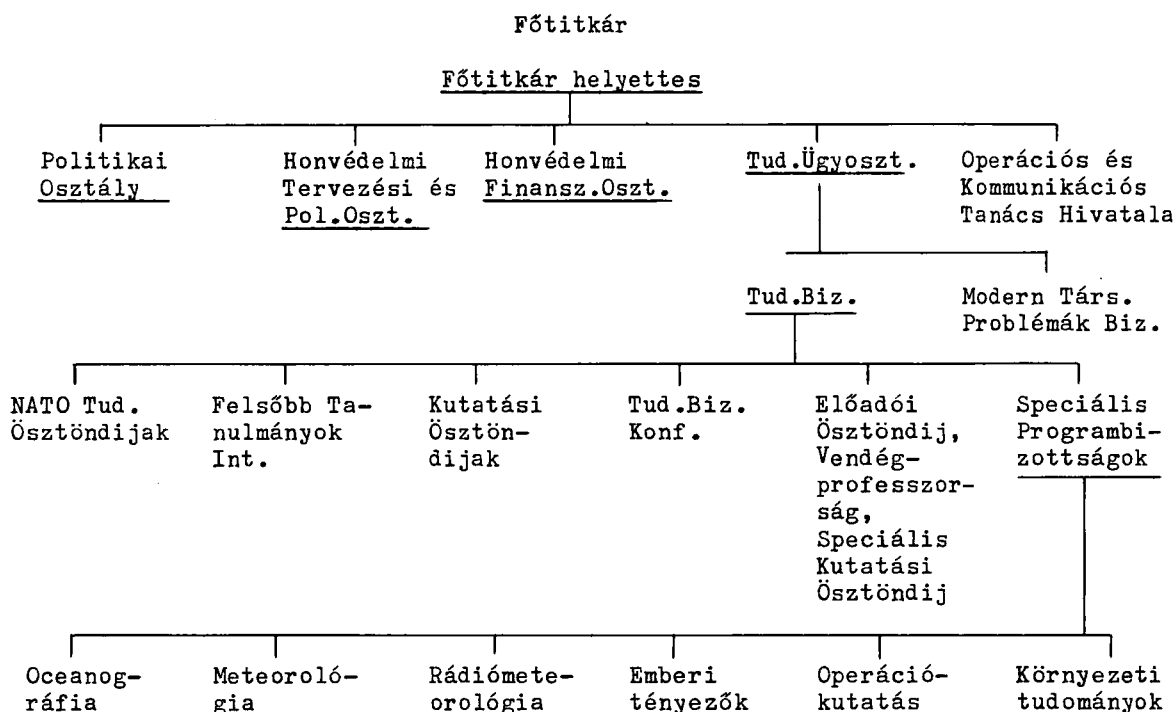 Főtitkár
Főtitkár helyettes
Politikai
Osztály
Honvédelmi
Tervezési és
Pol.Oszt.
Honvédelmi
Finansz.Oszt.
Tud.Ügyoszt.
Operációs és
Kommunikációs
Tanács Hivatala
Tud.Biz.
Modern Társ.
Problémák Biz.
NATO Tud.
Ösztöndijak
Felsőbb Ta-
nulmányok
Int.
Kutatási
Ösztön-
dijak
Tud.Biz.
Konf.
Előadói
Ösztöndij,
Vendég-
professzor-
ság,
Speciális
Kutatási
Ösztöndij
Speciális
Programbi-
zottságok
Oceanog-
ráfia
Meteoroló-
gia
Rádiómete-
orológia
Emberi
tényezők
Operáció-
kutatás
Környezeti
tudományok